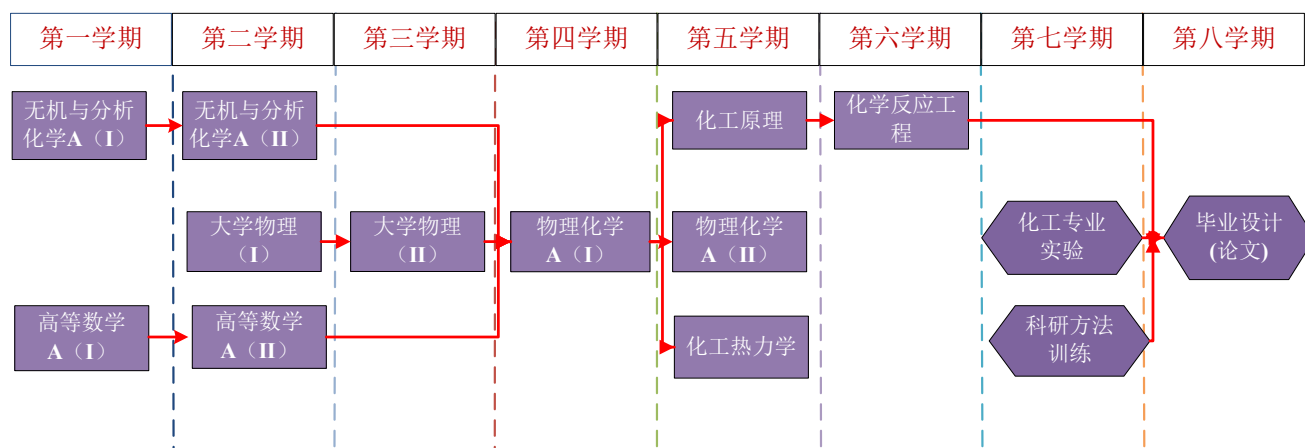 第一学期 第二学期 第三学期 第四学期 第五学期 第六学期 第七学期 第八学期
无机与分析
化学A（I）
无机与分析
化学A（II）
化工原理
化学反应工
程
大学物理
（I）
大学物理
（II）
物理化学
A（I）
物理化学
A（II）
化工专业
实验
毕业设计
(论文)
高等数学
A（I）
高等数学
A（II）
化工热力学
科研方法
训练